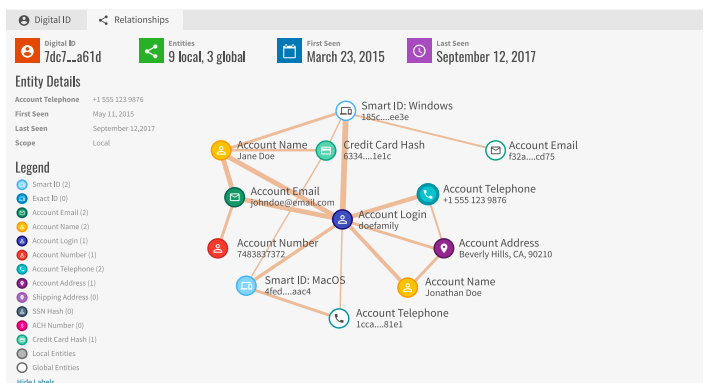 Digital ID
Relationships
Digital ID
7dc7__a61d
Entities
9 local, 3 global
First Seen
March 23, 2015
Last Seen
September 12, 2017
Entity Details
Account Telephone +1 555 123 9876
First Seen May 11, 2015
Last Seen September 12,2017
Scope Local
Legend
Smart ID (2)
Exact ID (0)
Account Email (2)
Account Name (2)
Account Login (1)
Account Number (1)
Account Telephone (2)
Account Address (1)
Shipping Address (0)
SSN Hash (0)
ACH Number (0)
Credit Card Hash (1)
Local Entities
Global Entities
Hide Labels
Smart ID: Windows
185c....ee3e
Account Name
Jane Doe
Credit Card Hash
6334....1e1c
Account Email
f32a....cd75
Account Email
johndoe@email.com
Account Telephone
+1 555 123 9876
Account Login
doefamily
Account Number
7483837372
Account Address
Beverly Hills, CA, 90210
Smart ID: MacOS
4fed....aac4
Account Name
Jonathan Doe
Account Telephone
1cca....81e1